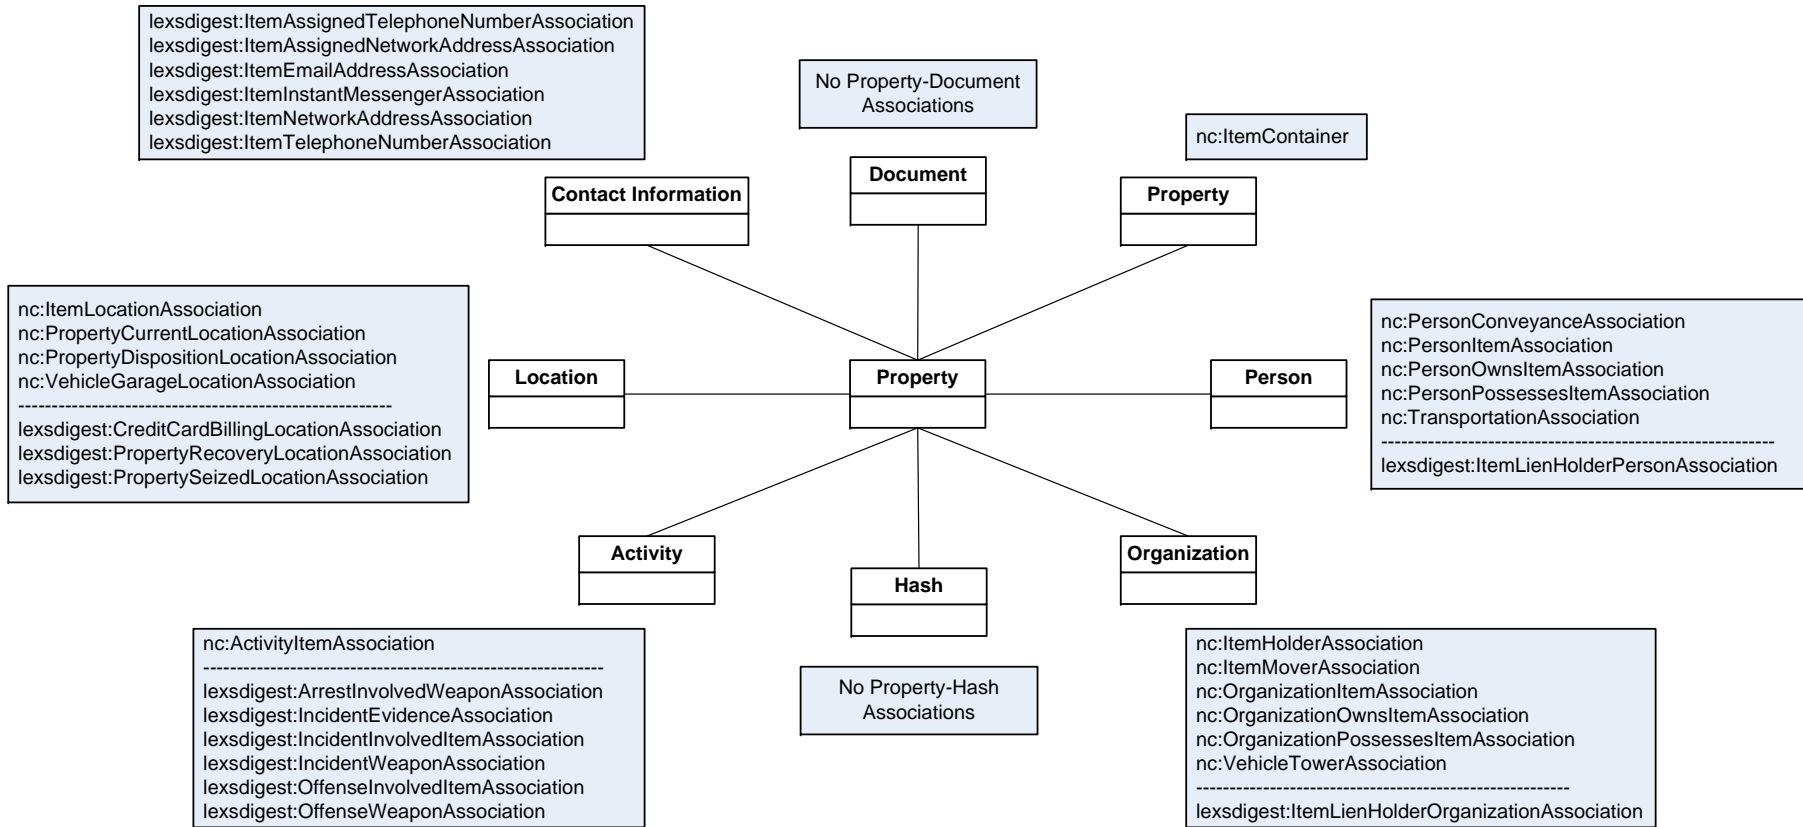 lexsdigest:ItemAssignedTelephoneNumberAssociation
lexsdigest:ItemAssignedNetworkAddressAssociation
lexsdigest:ItemEmailAddressAssociation
lexsdigest:ItemInstantMessengerAssociation
lexsdigest:ItemNetworkAddressAssociation
lexsdigest:ItemTelephoneNumberAssociation
No Property-Document
Associations
nc:ItemContainer
Contact Information
Document
Property
nc:ItemLocationAssociation
nc:PropertyCurrentLocationAssociation
nc:PropertyDispositionLocationAssociation
nc:VehicleGarageLocationAssociation
--------------------------------------------------------
lexsdigest:CreditCardBillingLocationAssociation
lexsdigest:PropertyRecoveryLocationAssociation
lexsdigest:PropertySeizedLocationAssociation
Location
Property
Person
nc:PersonConveyanceAssociation
nc:PersonItemAssociation
nc:PersonOwnsItemAssociation
nc:PersonPossessesItemAssociation
nc:TransportationAssociation
-----------------------------------------------------------
lexsdigest:ItemLienHolderPersonAssociation
Activity
Hash
Organization
nc:ActivityItemAssociation
------------------------------------------------------------
lexsdigest:ArrestInvolvedWeaponAssociation
lexsdigest:IncidentEvidenceAssociation
lexsdigest:IncidentInvolvedItemAssociation
lexsdigest:IncidentWeaponAssociation
lexsdigest:OffenseInvolvedItemAssociation
lexsdigest:OffenseWeaponAssociation
No Property-Hash
Associations
nc:ItemHolderAssociation
nc:ItemMoverAssociation
nc:OrganizationItemAssociation
nc:OrganizationOwnsItemAssociation
nc:OrganizationPossessesItemAssociation
nc:VehicleTowerAssociation
--------------------------------------------------------
lexsdigest:ItemLienHolderOrganizationAssociation